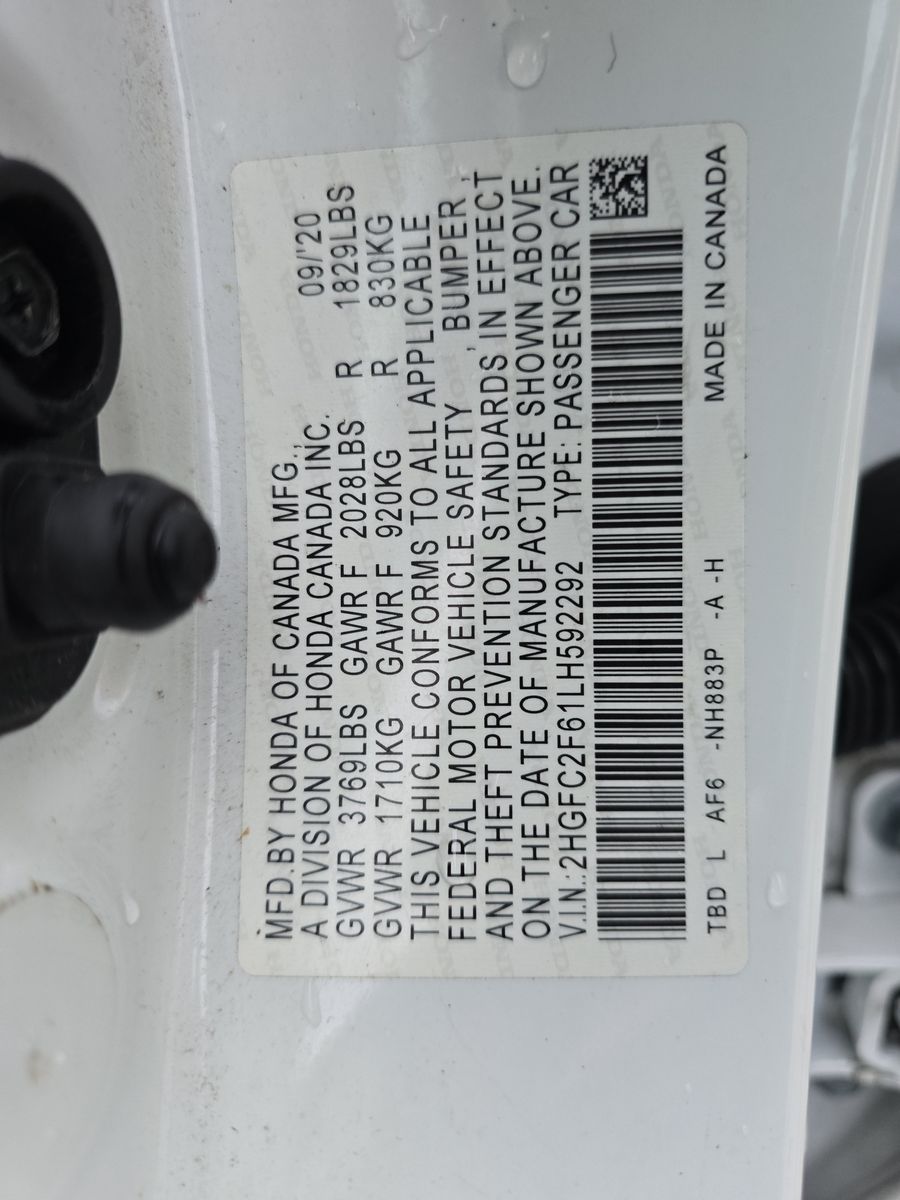 MFD.BY HONDA OF CANADA MFG., 09/'20
A DIVISION OF HONDA CANADA INC.
GVWR 3769LBS GAWR F 2028LBS R 1829LBS
GVWR 1710KG GAWR F 920KG R 830KG
THIS VEHICLE CONFORMS TO ALL APPLICABLE
FEDERAL MOTOR VEHICLE SAFETY , BUMPER ,
AND THEFT PREVENTION STANDARDS IN EFFECT
ON THE DATE OF MANUFACTURE SHOWN ABOVE.
V.I.N.:2HGFC2F61LH592292 TYPE: PASSENGER CAR
TBD L AF6 -NH883P -A -H MADE IN CANADA